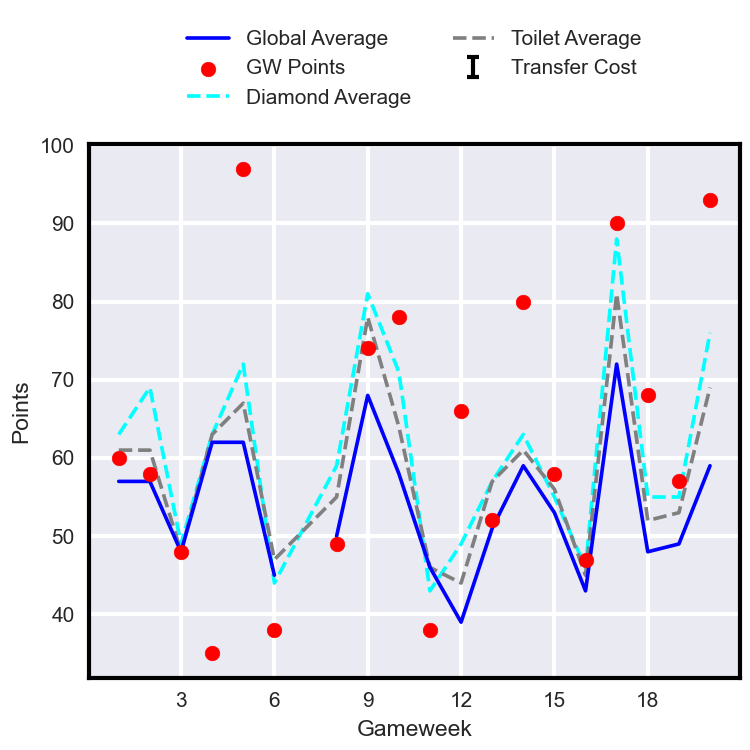 Global Average
GW Points
Diamond Average
Toilet Average
Transfer Cost
100
90
80
70
60
50
40
Points
3 6 9 12 15 18
Gameweek